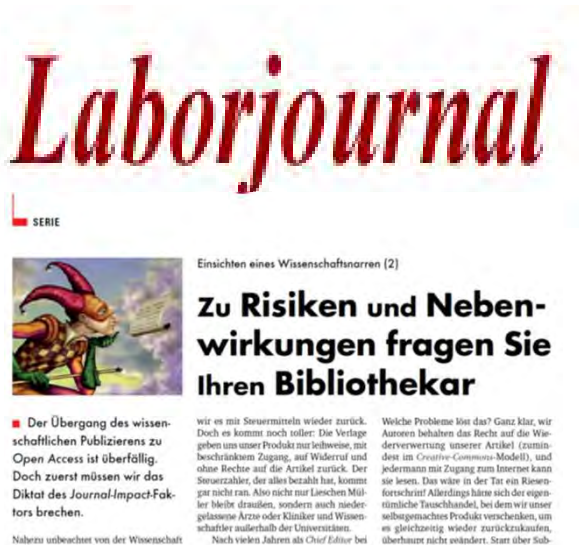 Laborjournal
SERIE
Einsichten eines Wissenschaftsnarren (2)
Zu Risiken und Neben-
wirkungen fragen Sie
Ihren Bibliothekar
Der Übergang des wissen-
schaftlichen Publizierens zu
Open Access ist überfällig.
Doch zuerst müssen wir das
Diktat des Journal-Impact-Fak-
tors brechen.
Nahezu unbeachtet von der Wissenschaft
wir es mit Steuermitteln wieder zurück.
Doch es kommt noch toller: Die Verlage
geben uns unser Produkt nur leihweise, mit
beschränktem Zugang, auf Widerruf und
ohne Rechte auf die Artikel zurück. Der
Steuerzahler, der alles bezahlt hat, kommt
gar nicht ran. Also nicht nur Lieschen Mül-
ler bleibt draußen, sondern auch nieder-
gelassene Ärzte oder Kliniker und Wissen-
schaftler außerhalb der Universitäten.
Nach vielen Jahren als Chief Editor bei
Welche Probleme löst das? Ganz klar, wir
Autoren behalten das Recht auf die Wie-
derverwertung unserer Artikel (zumin-
dest im Creative-Commons-Modell), und
jedermann mit Zugang zum Internet kann
sie lesen. Das wäre in der Tat ein Riesen-
fortschritt! Allerdings hätte sich der eigen-
tümliche Tauschhandel, bei dem wir unser
selbstgemachtes Produkt verschenken, um
es gleichzeitig wieder zurückzukaufen,
überhaupt nicht geändert. Statt über Sub-